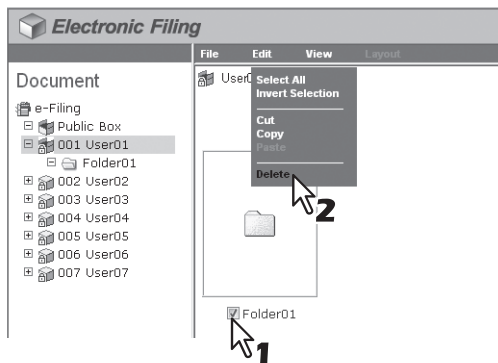 Electronic Filing
File Edit View Layout
Document
e-Filing
Public Box
001 User01
Folder01
002 User02
003 User03
004 User04
005 User05
006 User06
007 User07
Select All
Invert Selection
Cut
Copy
Paste
Delete
2
Folder01
1